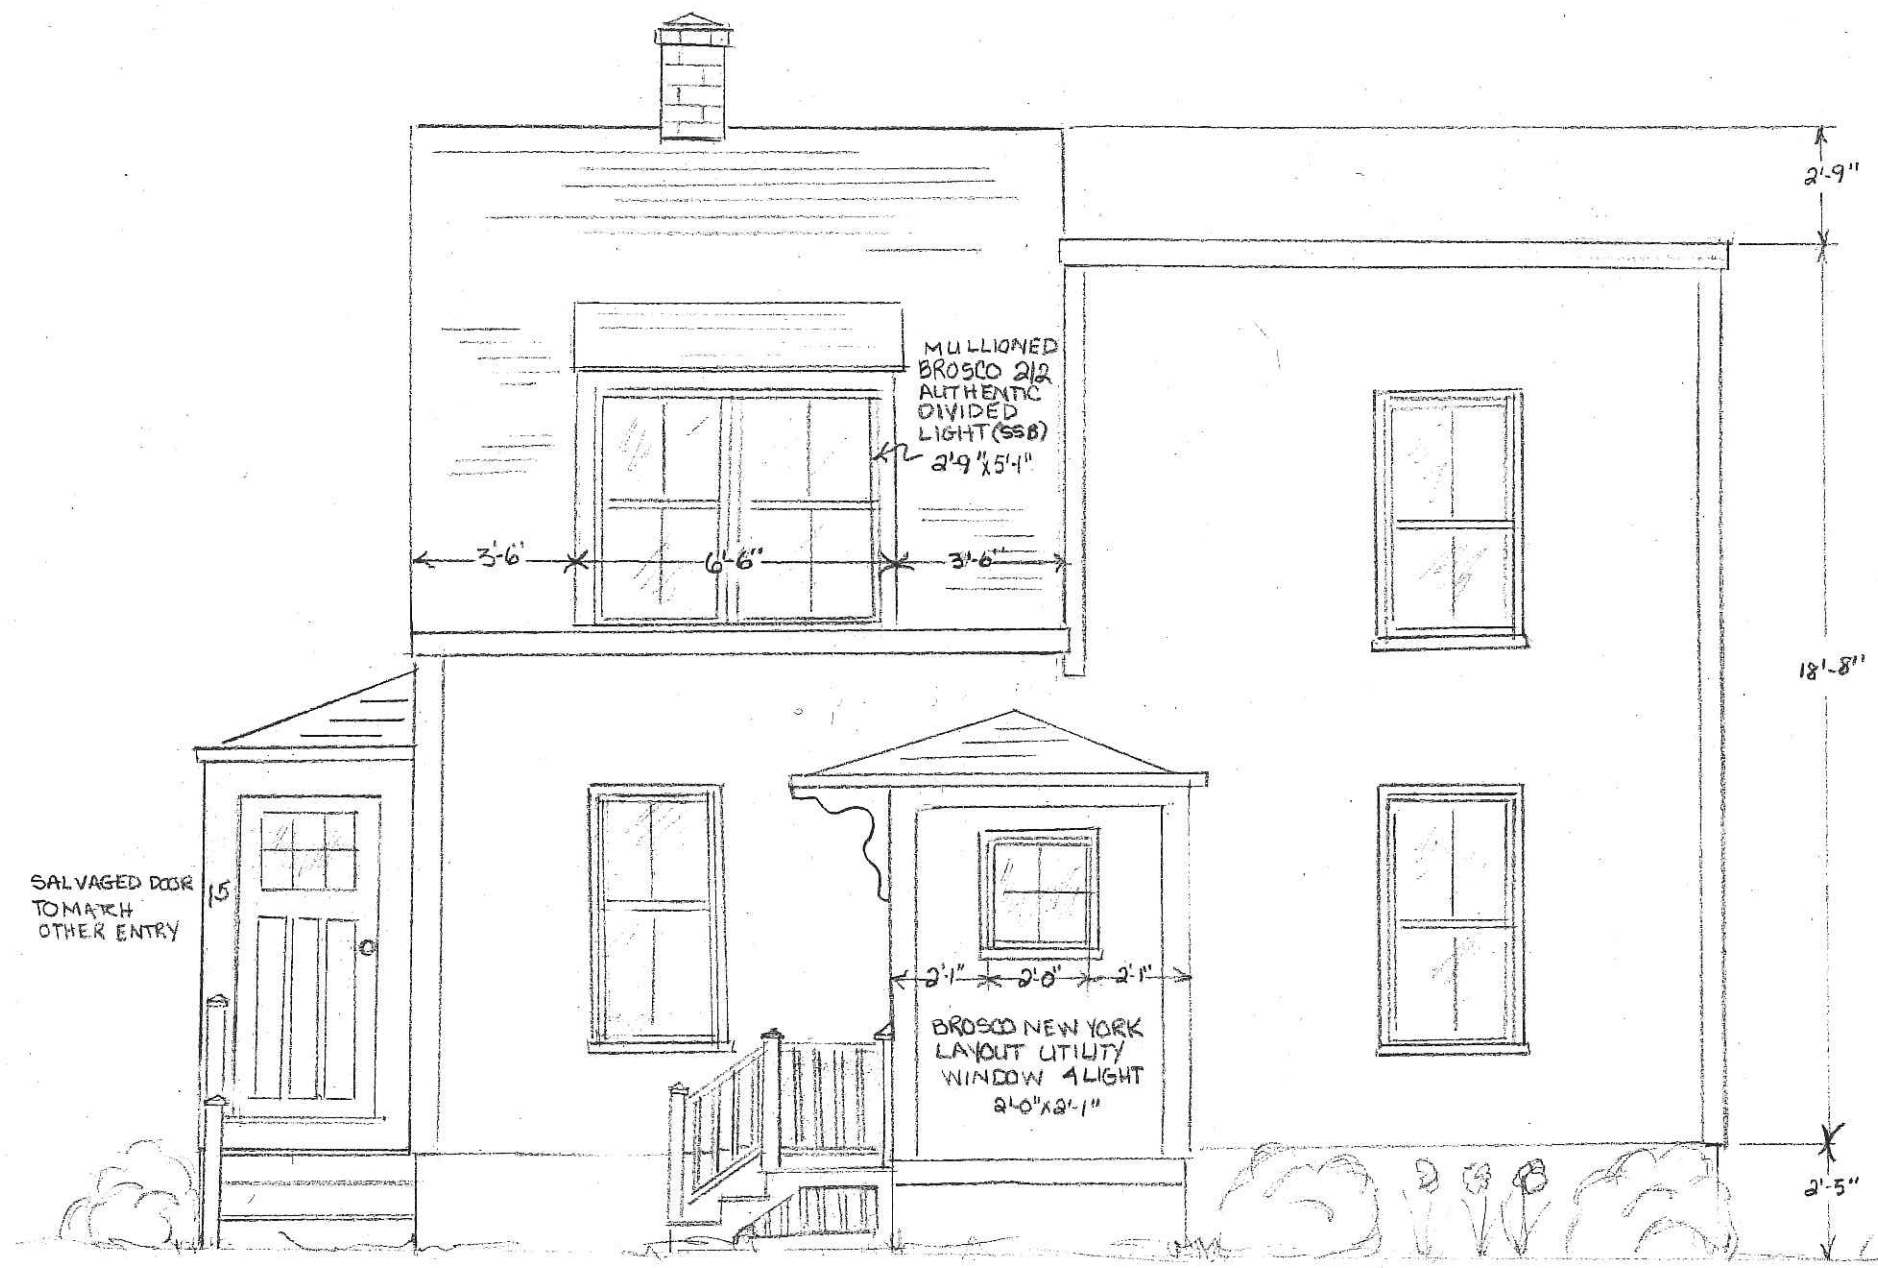 2'-9"
MULLIONED
BROSCO 2/2
AUTHENTIC
DIVIDED
LIGHT (SSB)
2'-9"X5'-1"
3'-6'
6'-6"
3'-6"
18'-8"
SALVAGED DOOR
TO MATCH
OTHER ENTRY
15
2'-1"
2'-0"
2'-1"
BROSCO NEW YORK
LAYOUT UTILITY
WINDOW 4 LIGHT
2'-0"X2'-1"
2'-5"